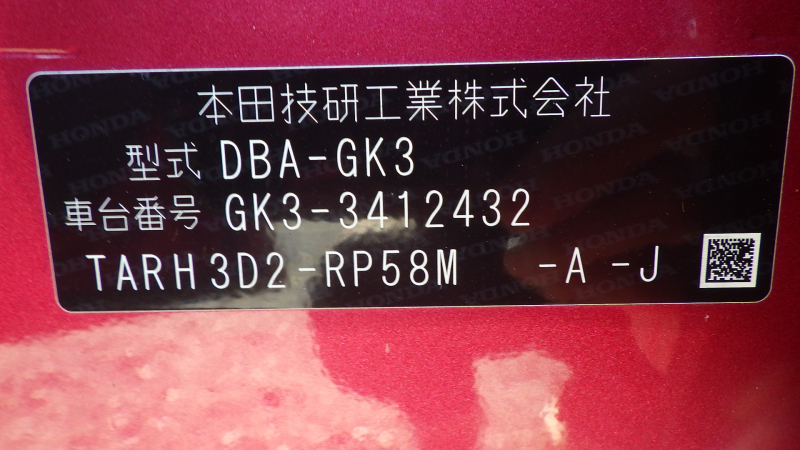 本田技研工業株式会社
型式 DBA-GK3
車台番号 GK3-3412432
TARH3D2-RP58M -A -J